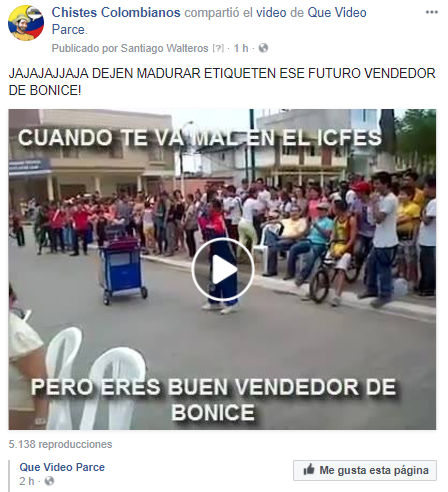 Chistes Colombianos compartió el video de Que Video
Parce.
Publicado por Santiago Walteros [?] · 1 h ·
JAJAJAJJAJA DEJEN MADURAR ETIQUETEN ESE FUTURO VENDEDOR
DE BONICE!
CUANDO TE VA MAL EN EL ICFES
PERO ERES BUEN VENDEDOR DE
BONICE
5.138 reproducciones
Que Video Parce
2 h ·
Me gusta esta página